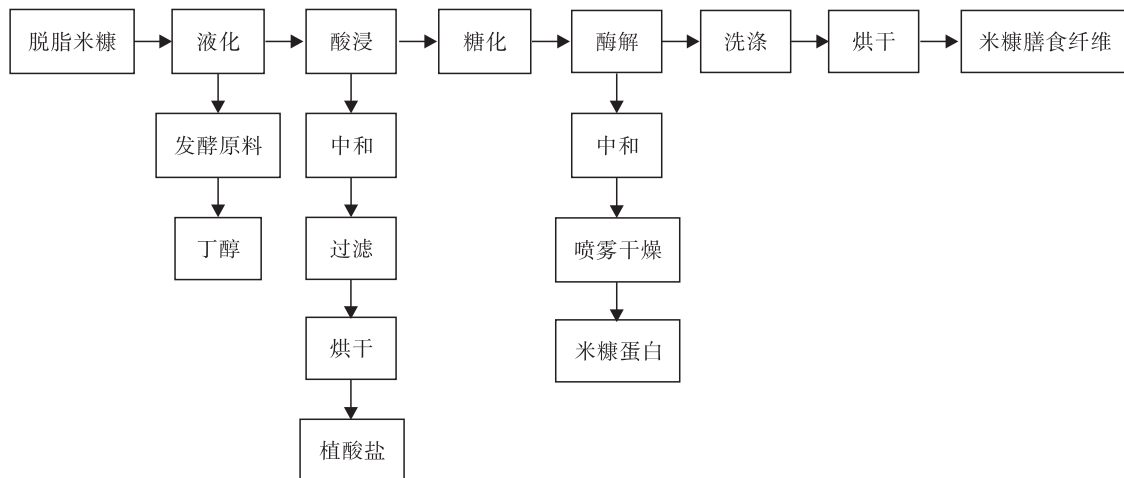 脱脂米糠
液化
酸浸
糖化
酶解
洗涤
烘干
米糠膳食纤维
发酵原料
中和
中和
丁醇
过滤
喷雾干燥
烘干
米糠蛋白
植酸盐